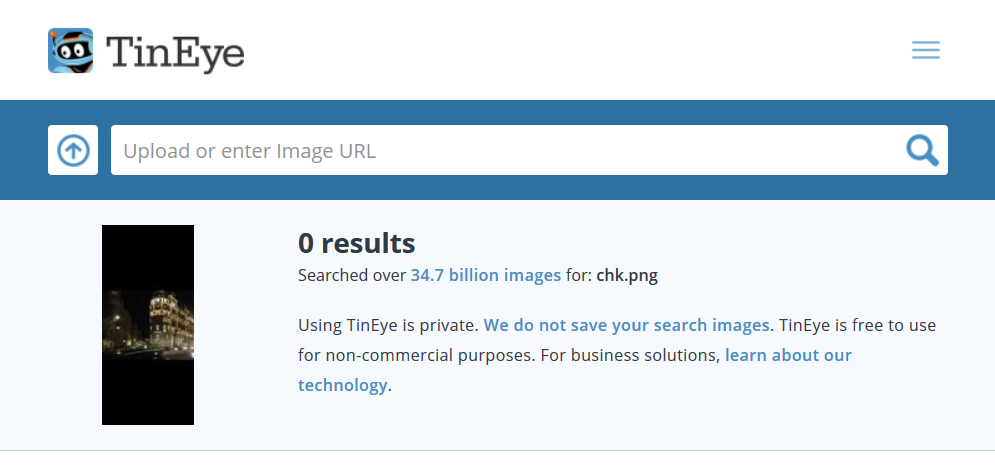 TinEye
Upload or enter Image URL
0 results
Searched over 34.7 billion images for: chk.png
Using TinEye is private. We do not save your search images. TinEye is free to use
for non-commercial purposes. For business solutions, learn about our
technology.